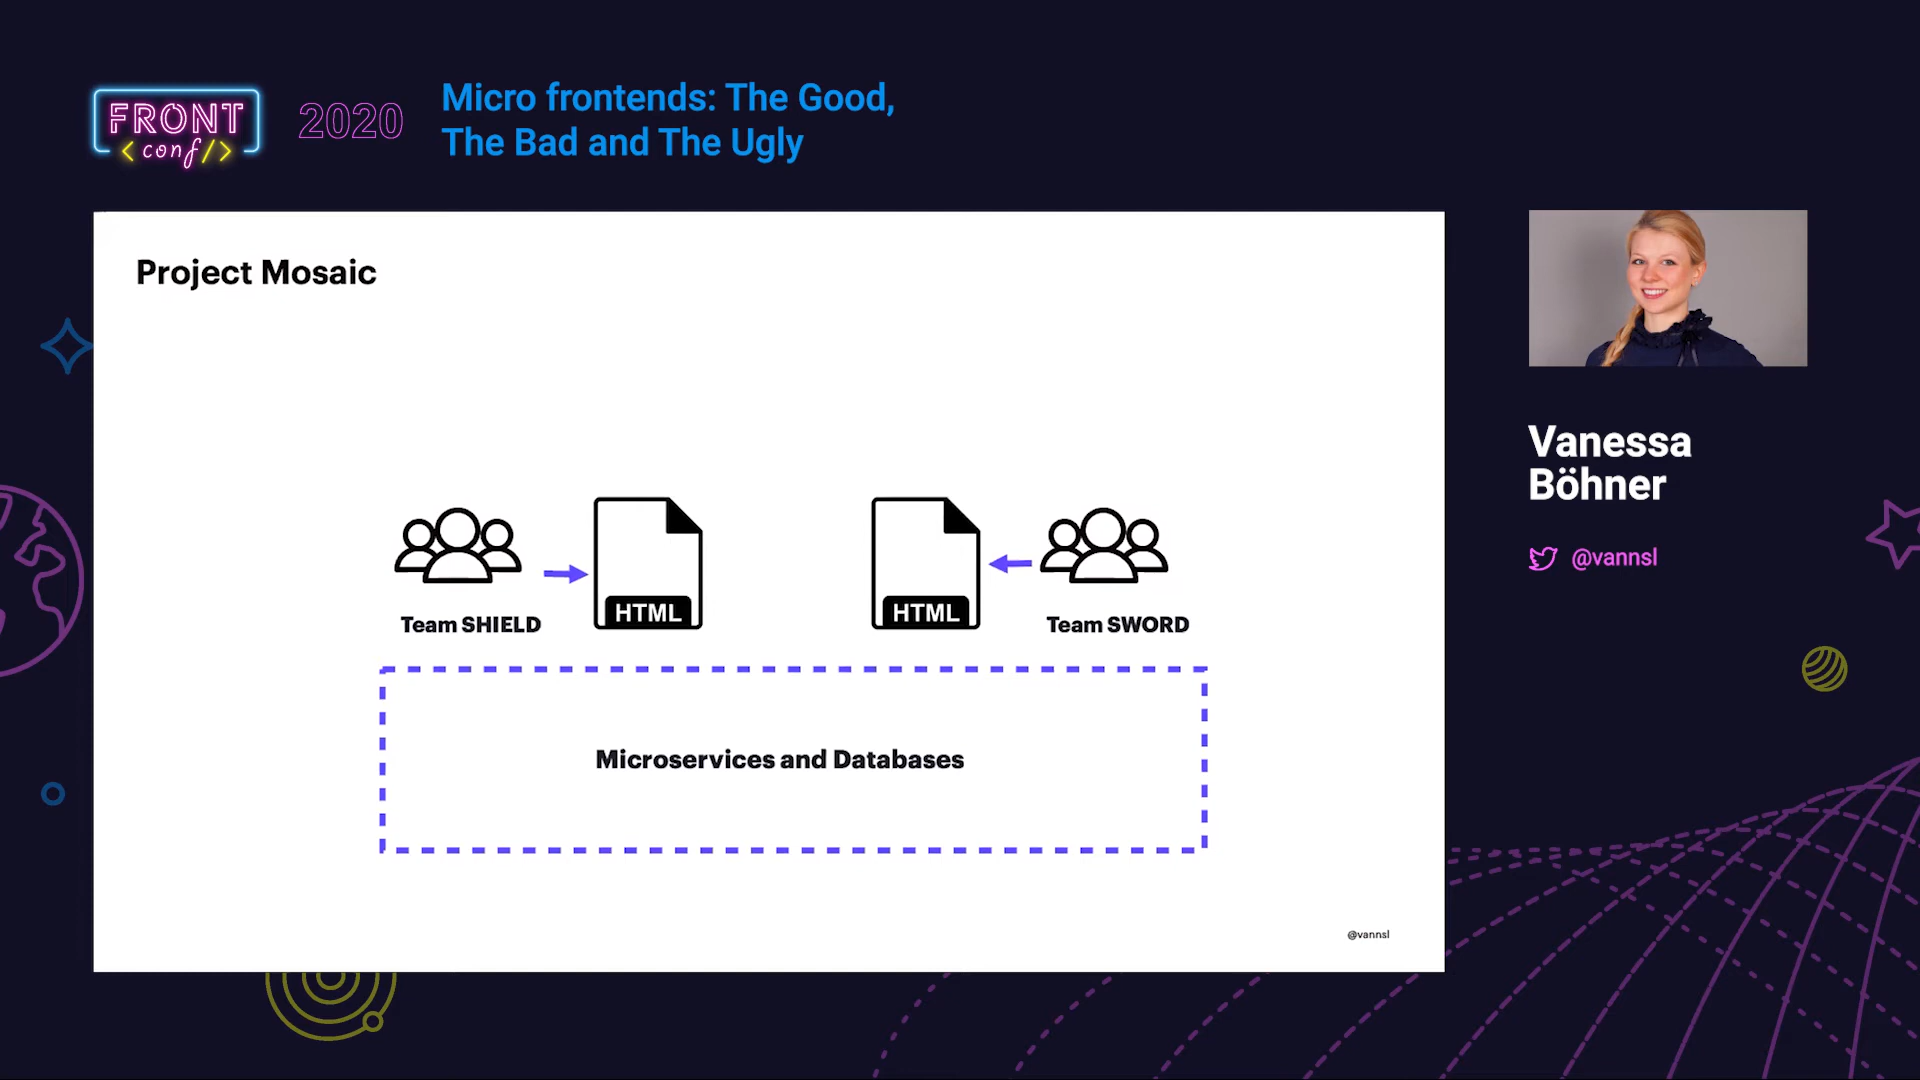 FRONT
<conf/>
2020
Micro frontends: The Good,
The Bad and The Ugly
Project Mosaic
HTML
HTML
Team SHIELD
Team SWORD
Microservices and Databases
@vannsl
Vanessa
Böhner
@vannsl